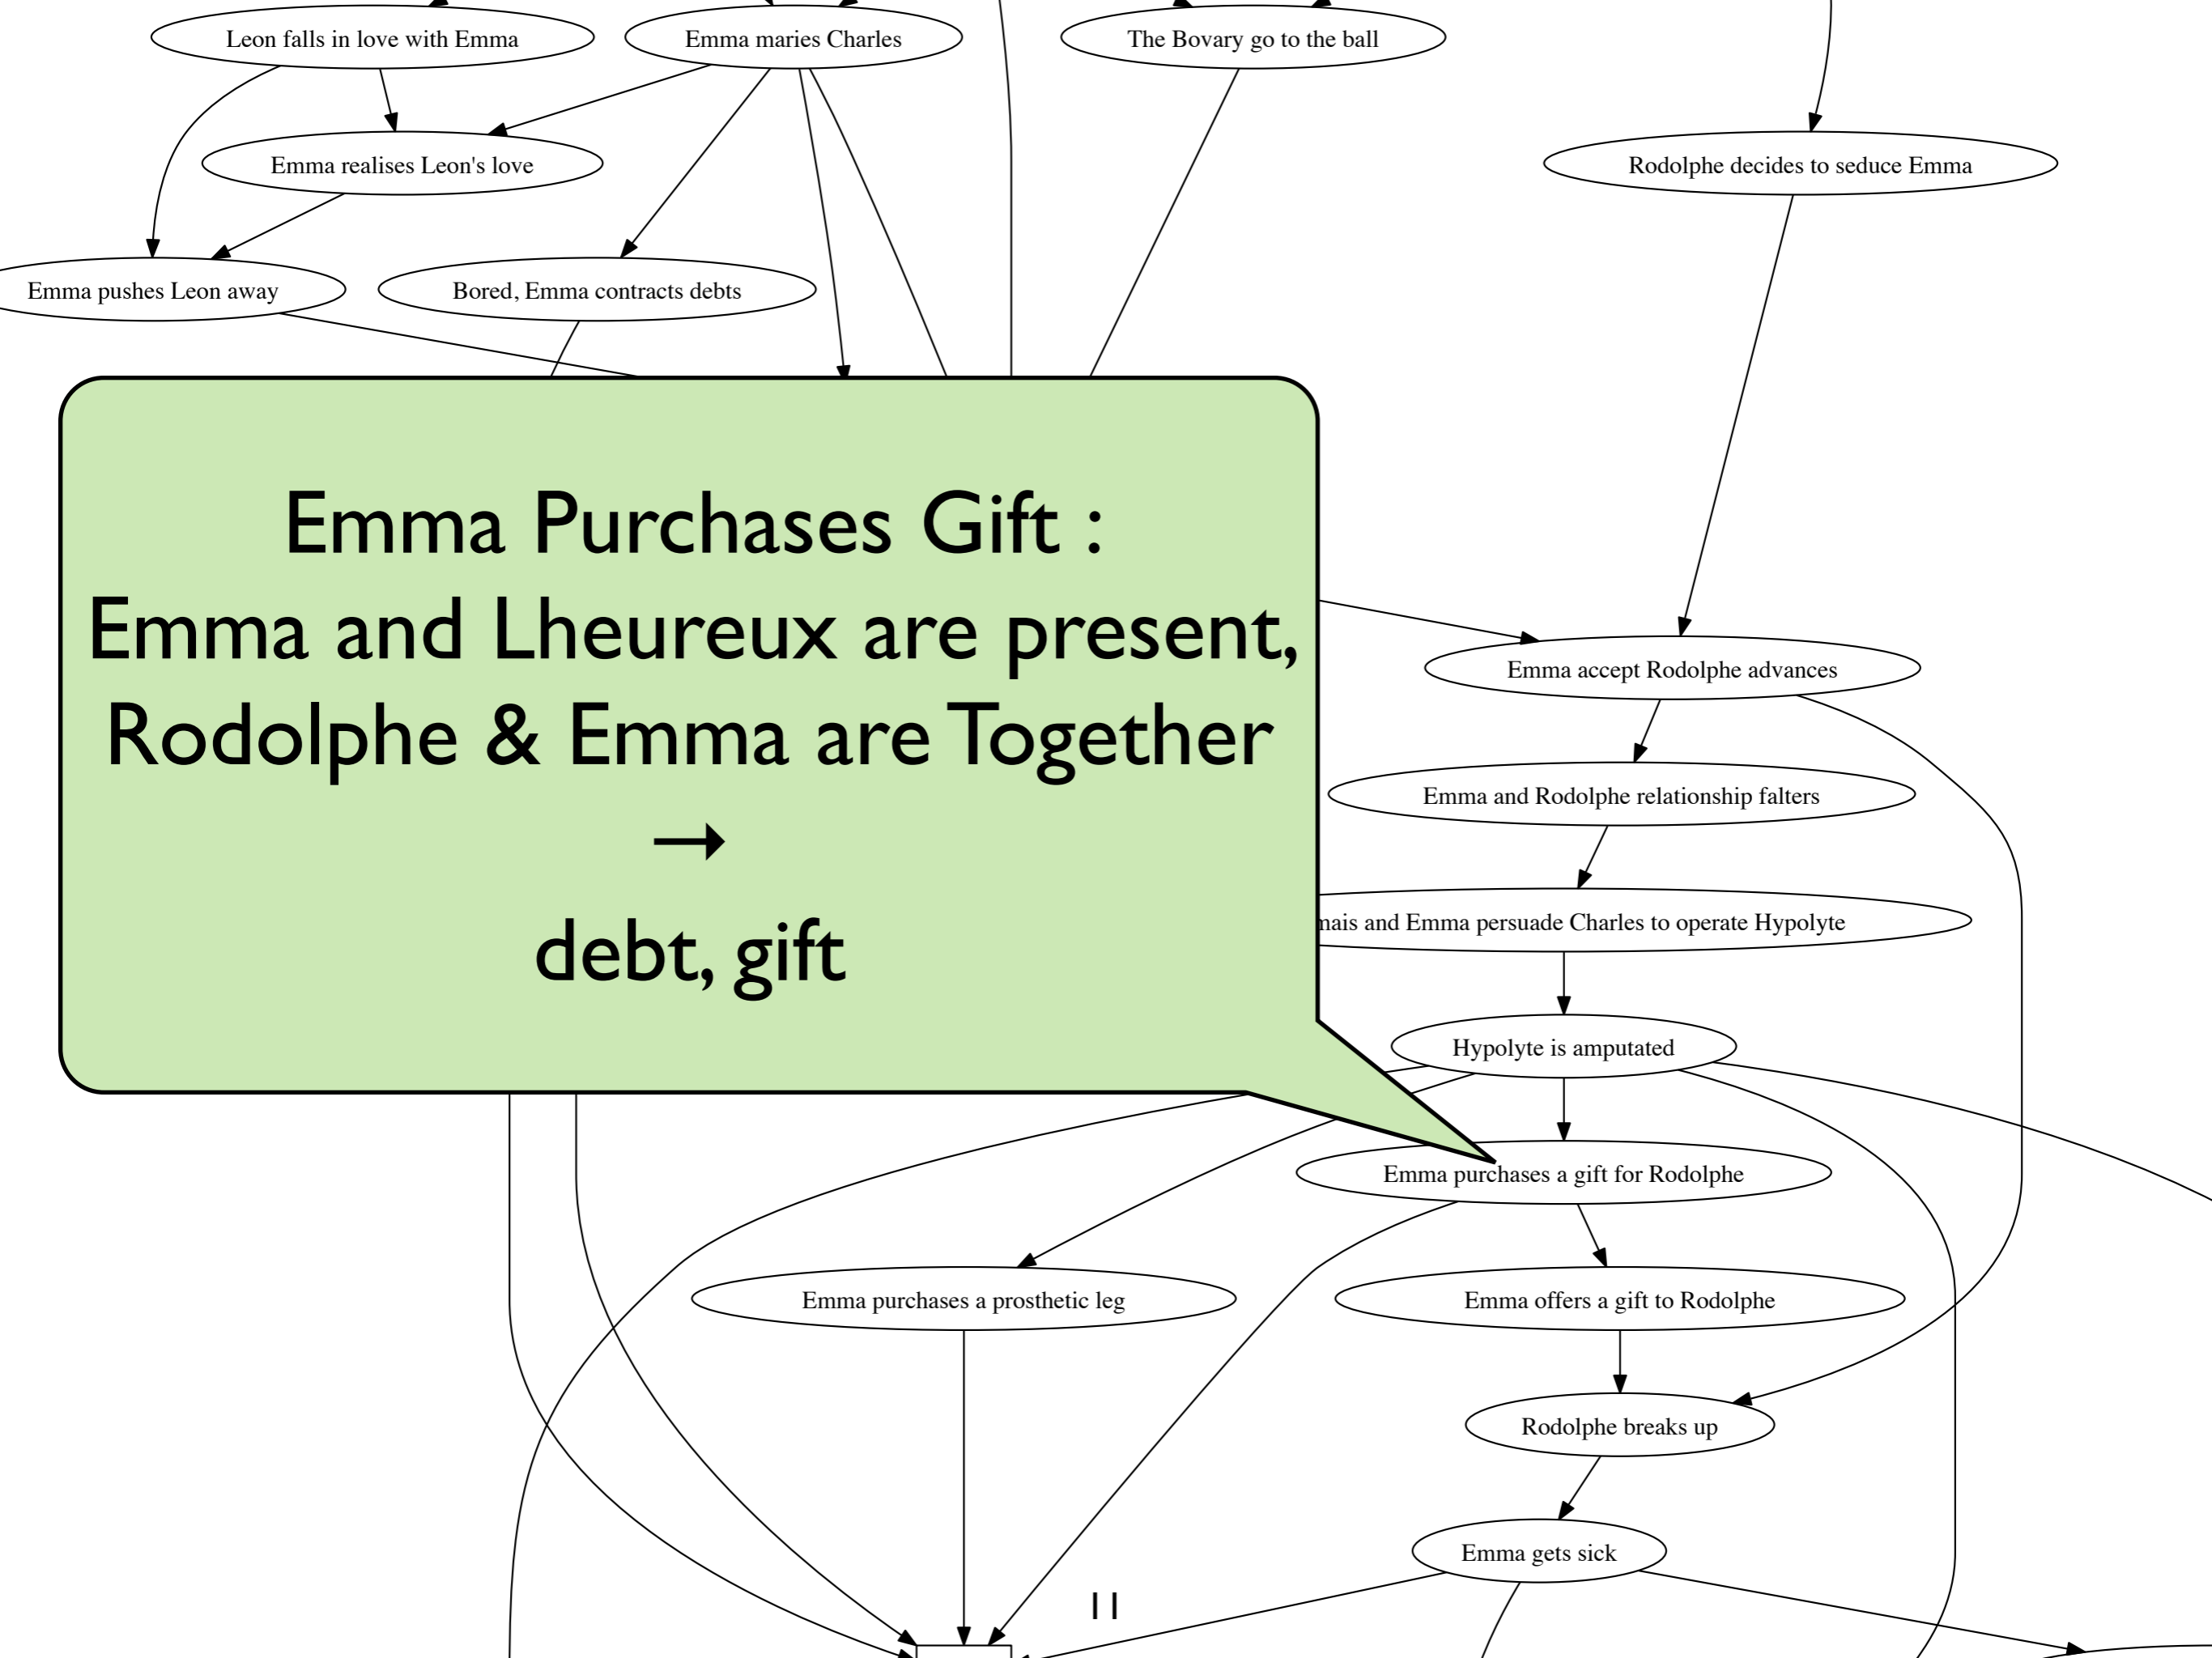 Leon falls in love with Emma
Emma maries Charles
The Bovary go to the ball
Emma realises Leon's love
Rodolphe decides to seduce Emma
Emma pushes Leon away
Bored, Emma contracts debts
Emma Purchases Gift :
Emma and Lheureux are present,
Rodolphe & Emma are Together
→
debt, gift
Emma accept Rodolphe advances
Emma and Rodolphe relationship falters
mais and Emma persuade Charles to operate Hypolyte
Hypolyte is amputated
Emma purchases a gift for Rodolphe
Emma purchases a prosthetic leg
Emma offers a gift to Rodolphe
Rodolphe breaks up
Emma gets sick
11